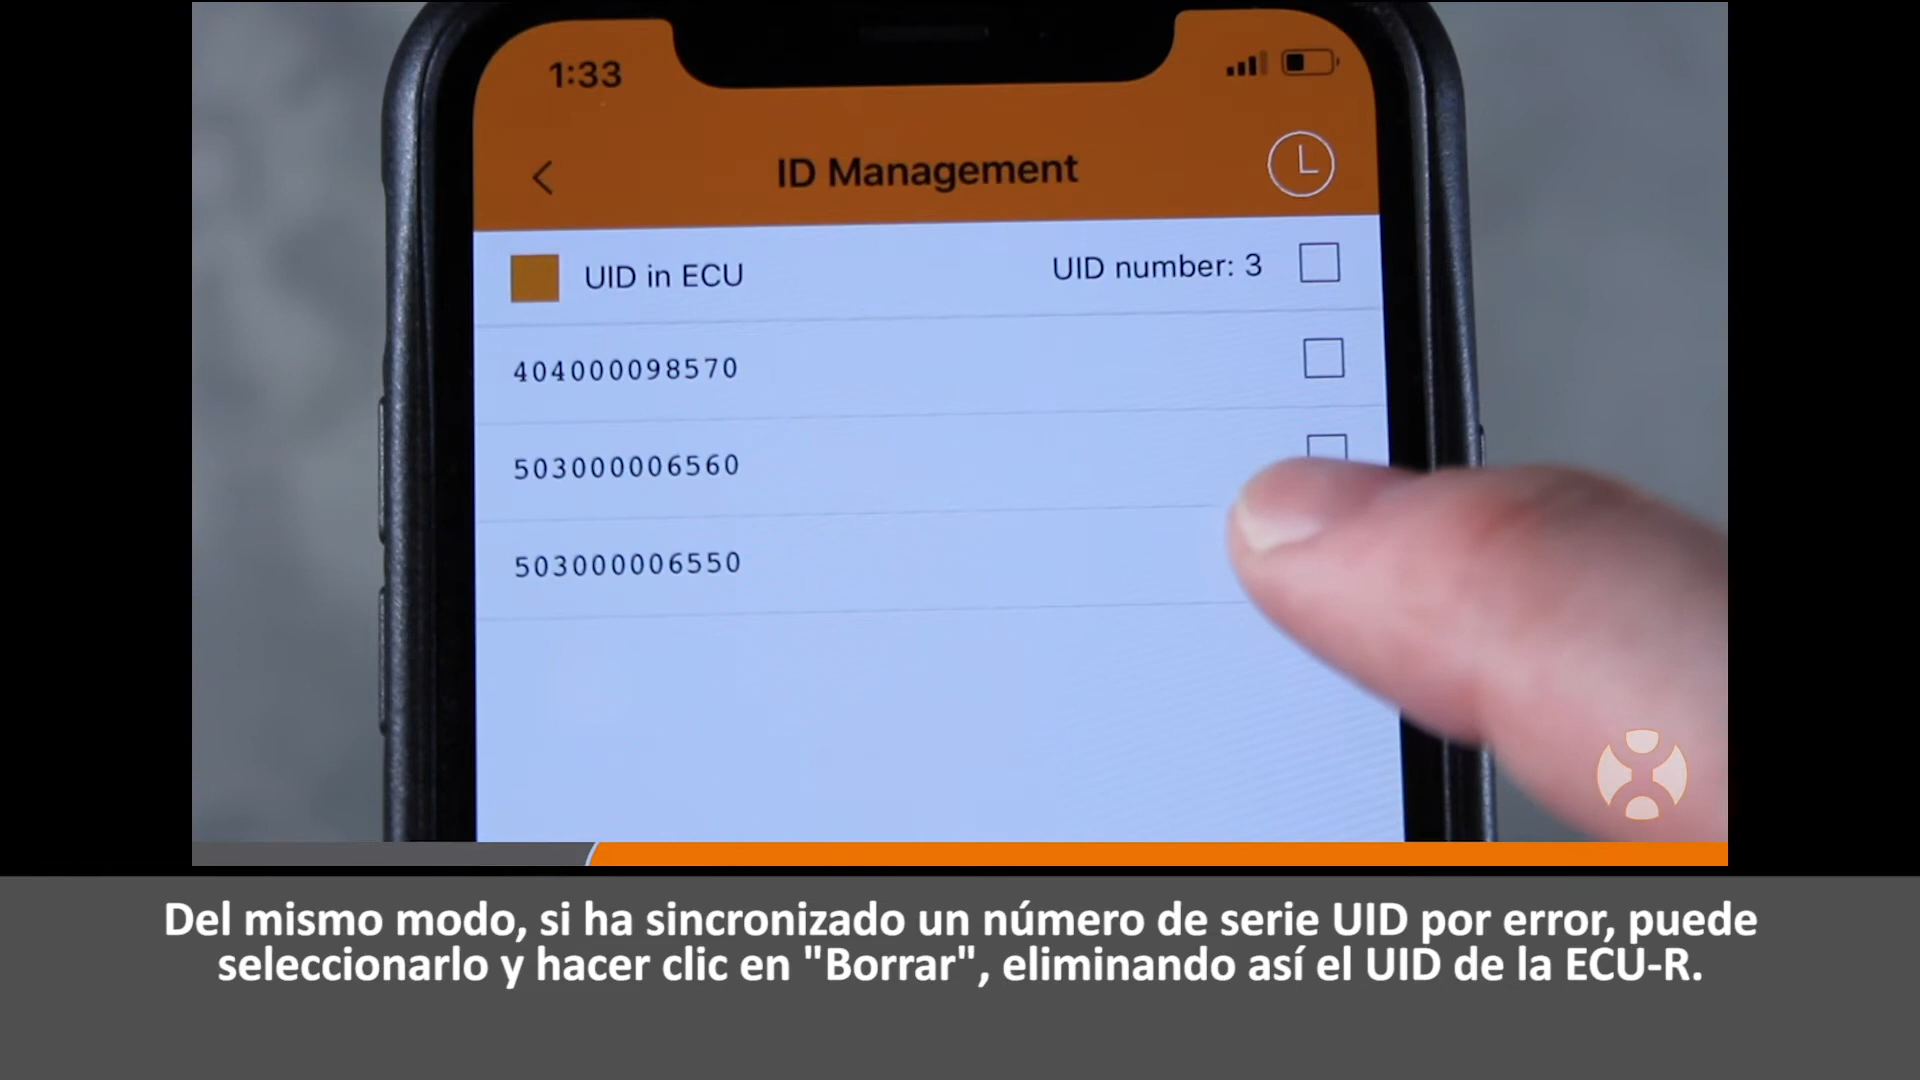 1:33
ID Management
UID in ECU UID number: 3
404000098570
503000006560
503000006550
Del mismo modo, si ha sincronizado un número de serie UID por error, puede
seleccionarlo y hacer clic en "Borrar", eliminando así el UID de la ECU-R.